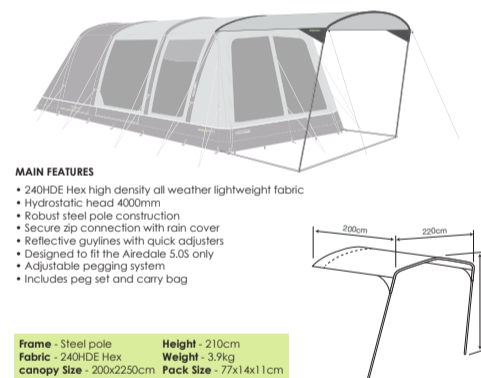 MAIN FEATURES
• 240HDE Hex high density all weather lightweight fabric
• Hydrostatic head 4000mm
• Robust steel pole construction
• Secure zip connection with rain cover
• Reflective guylines with quick adjusters
• Designed to fit the Airedale 5.0S only
• Adjustable pegging system
• Includes peg set and carry bag
200cm 220cm
Frame - Steel pole Height - 210cm
Fabric - 240HDE Hex Weight - 3.9kg
canopy Size - 200x2250cm Pack Size - 77x14x11cm